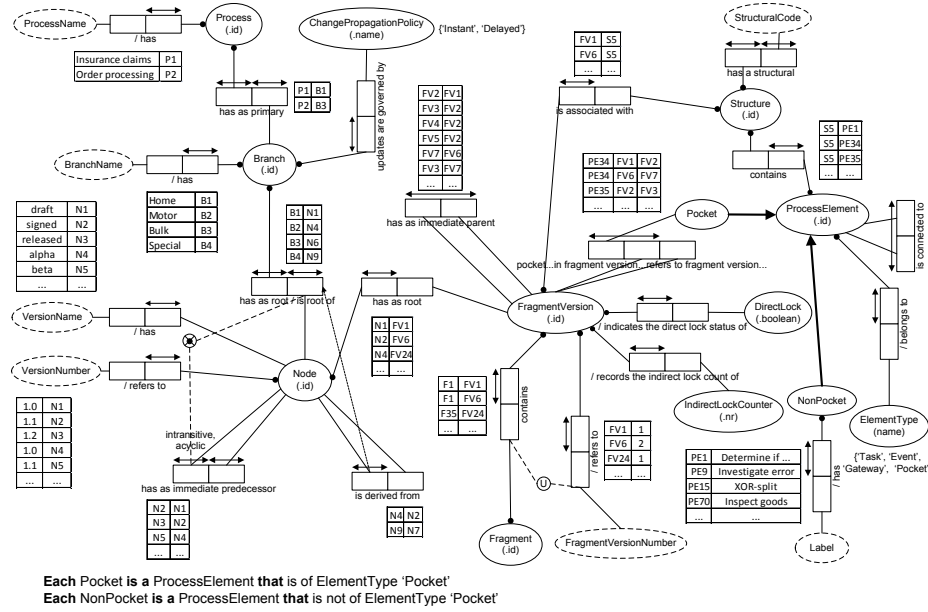 ProcessName
/ has
Process
(.id)
Insurance claims P1
Order processing P2
has as primary
P1 B1
P2 B3
ChangePropagationPolicy
(.name)
{'Instant', 'Delayed'}
updates are governed by
BranchName
/ has
Branch
(.id)
Home B1
Motor B2
Bulk B3
Special B4
B1 N1
B2 N4
B3 N6
B4 N9
has as root / is root of
draft N1
signed N2
released N3
alpha N4
beta N5
... ...
VersionName
/ has
VersionNumber
/ refers to
1.0 N1
1.1 N2
1.2 N3
1.0 N4
1.1 N5
... ...
Node
(.id)
intransitive,
acyclic
has as immediate predecessor
N2 N1
N3 N2
N5 N4
... ...
is derived from
N4 N2
N9 N7
has as root
N1 FV1
N2 FV6
N4 FV24
... ...
FV2 FV1
FV3 FV2
FV4 FV2
FV5 FV2
FV7 FV6
FV3 FV7
... ...
has as immediate parent
FV1 S5
FV6 S5
... ...
is associated with
StructuralCode
has a structural
Structure
(.id)
contains
S5 PE1
S5 PE34
S5 PE35
... ...
PE34 FV1 FV2
PE34 FV6 FV7
PE35 FV2 FV3
... ... ...
Pocket
ProcessElement
(.id)
is connected to
pocket...in fragment version...refers to fragment version...
FragmentVersion
(.id)
/ indicates the direct lock status of
DirectLock
(.boolean)
/ records the indirect lock count of
IndirectLockCounter
(.nr)
/ belongs to
ElementType
(name)
{'Task', 'Event',
'Gateway', 'Pocket'}
NonPocket
/ has
Label
PE1 Determine if ...
PE9 Investigate error
PE15 XOR-split
PE70 Inspect goods
... ...
F1 FV1
F1 FV6
F35 FV24
... ...
contains
/ refers to
FV1 1
FV6 2
FV24 1
... ...
U
Fragment
(.id)
FragmentVersionNumber
Each Pocket is a ProcessElement that is of ElementType 'Pocket'
Each NonPocket is a ProcessElement that is not of ElementType 'Pocket'